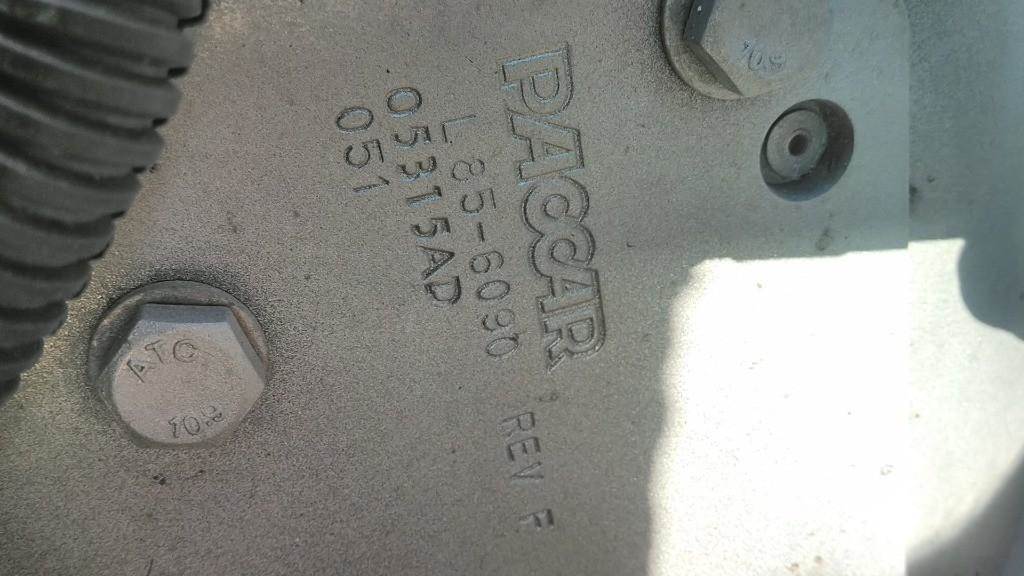 PACCAR
L85-6090 REV F
05315AD
051
ATC
10.9
10.9